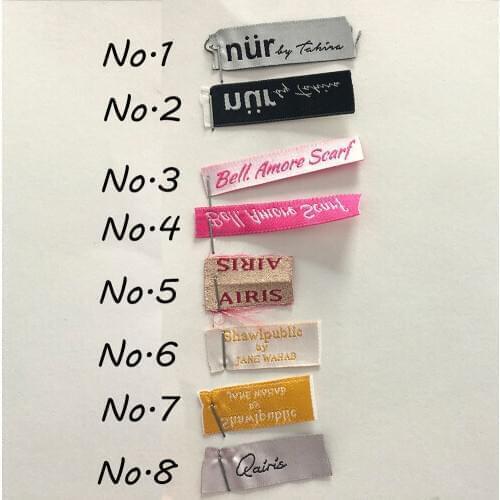 No.1
nür by Tahira
No.2
nür by Tahira
No.3
Bell. Amore Scarf
No.4
Bell. Amore Scarf
No.5
SIRIS
AIRIS
No.6
Shawlpublic
by
JANE WAHAB
No.7
JANE WAHAB
by
Shawlpublic
No.8
Qairis